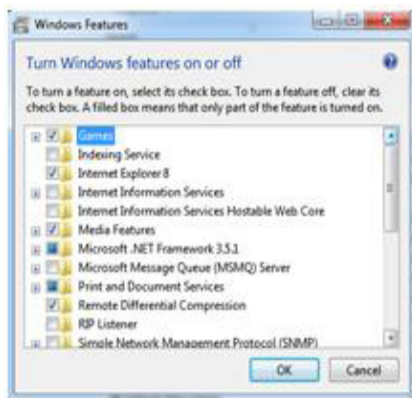 Windows Features
Turn Windows features on or off
To turn a feature on, select its check box. To turn a feature off, clear its
check box. A filled box means that only part of the feature is turned on.
Games
Indexing Service
Internet Explorer 8
Internet Information Services
Internet Information Services Hostable Web Core
Media Features
Microsoft .NET Framework 3.5.1
Microsoft Message Queue (MSMQ) Server
Print and Document Services
Remote Differential Compression
RIP Listener
Simple Network Management Protocol (SNMP)
OK Cancel